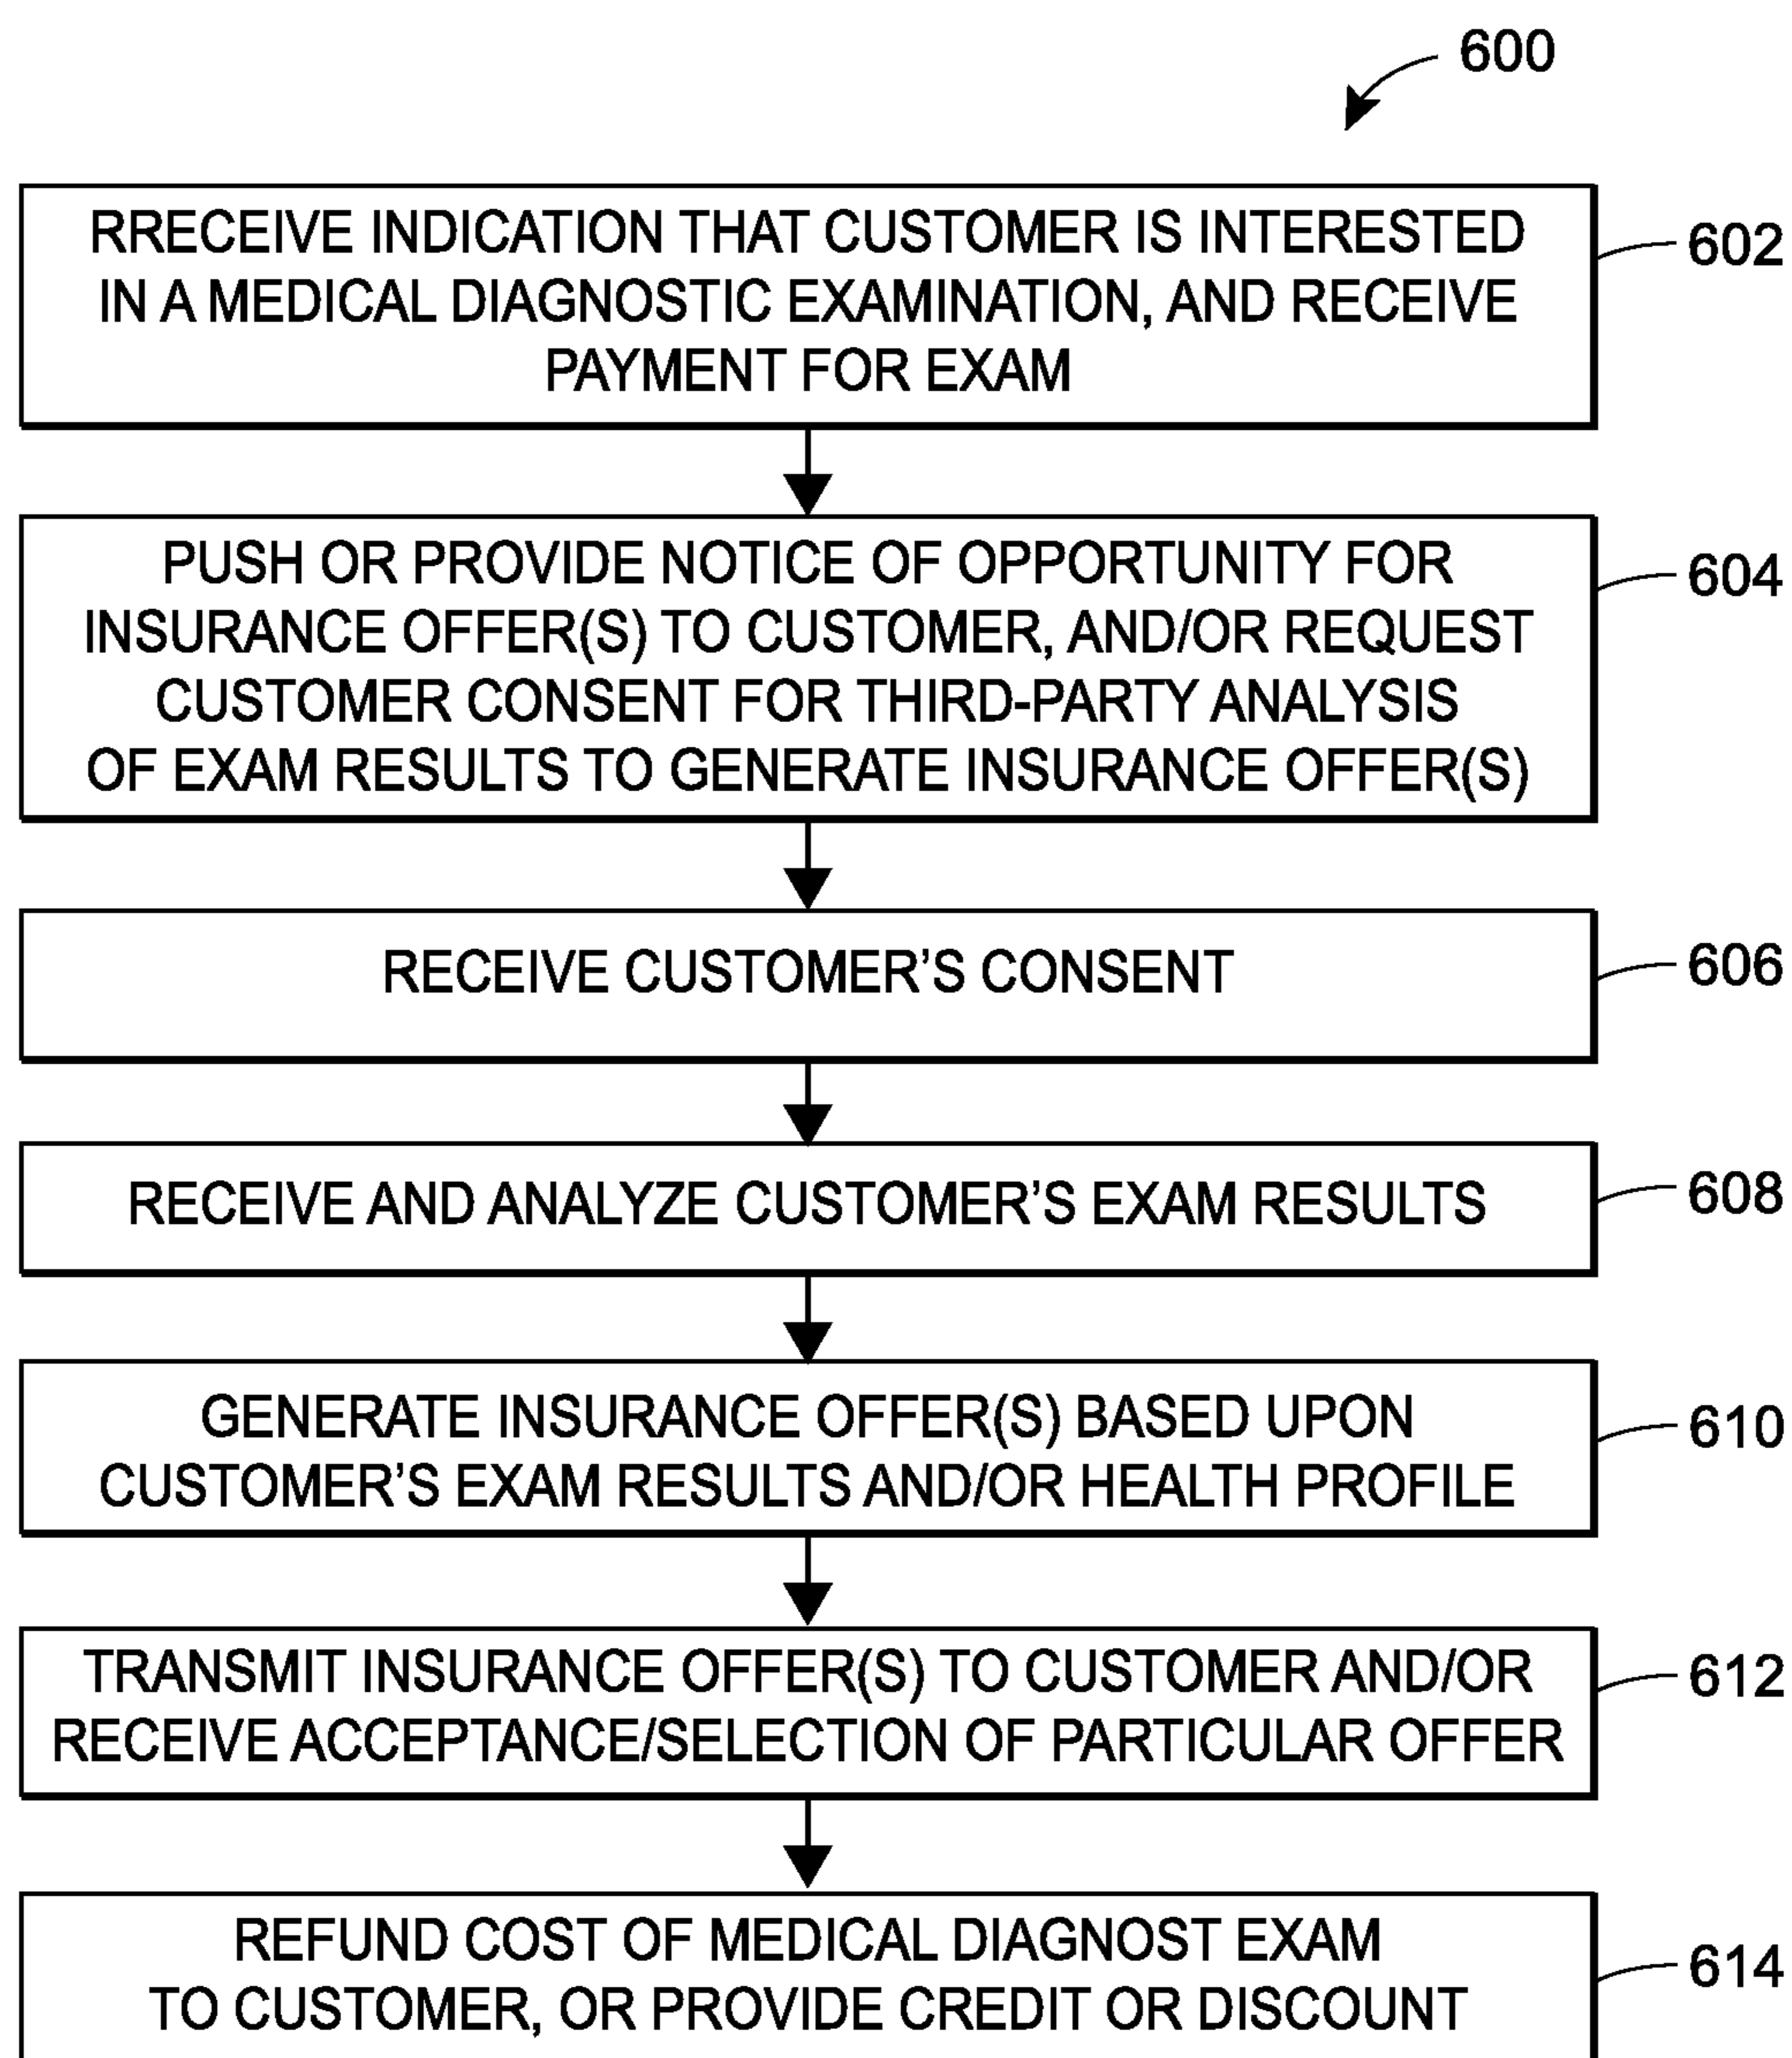 600
RRECEIVE INDICATION THAT CUSTOMER IS INTERESTED
IN A MEDICAL DIAGNOSTIC EXAMINATION, AND RECEIVE
PAYMENT FOR EXAM
602
PUSH OR PROVIDE NOTICE OF OPPORTUNITY FOR
INSURANCE OFFER(S) TO CUSTOMER, AND/OR REQUEST
CUSTOMER CONSENT FOR THIRD-PARTY ANALYSIS
OF EXAM RESULTS TO GENERATE INSURANCE OFFER(S)
604
RECEIVE CUSTOMER’S CONSENT
606
RECEIVE AND ANALYZE CUSTOMER’S EXAM RESULTS
608
GENERATE INSURANCE OFFER(S) BASED UPON
CUSTOMER’S EXAM RESULTS AND/OR HEALTH PROFILE
610
TRANSMIT INSURANCE OFFER(S) TO CUSTOMER AND/OR
RECEIVE ACCEPTANCE/SELECTION OF PARTICULAR OFFER
612
REFUND COST OF MEDICAL DIAGNOST EXAM
TO CUSTOMER, OR PROVIDE CREDIT OR DISCOUNT
614